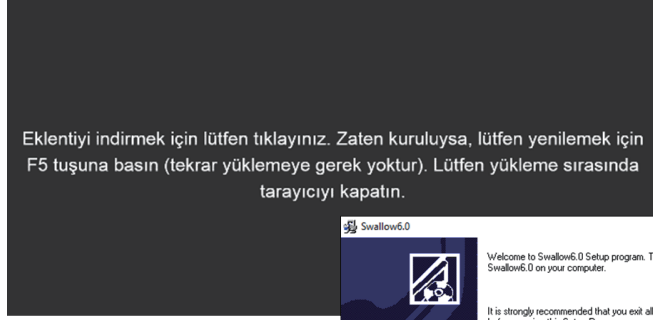 Eklentiyi indirmek için lütfen tıklayınız. Zaten kuruluysa, lütfen yenilemek için
F5 tuşuna basın (tekrar yüklemeye gerek yoktur). Lütfen yükleme sırasında
tarayıcıyı kapatın.
Swallow6.0
Welcome to Swallow6.0 Setup program. T
Swallow6.0 on your computer.
It is strongly recommended that you exit all